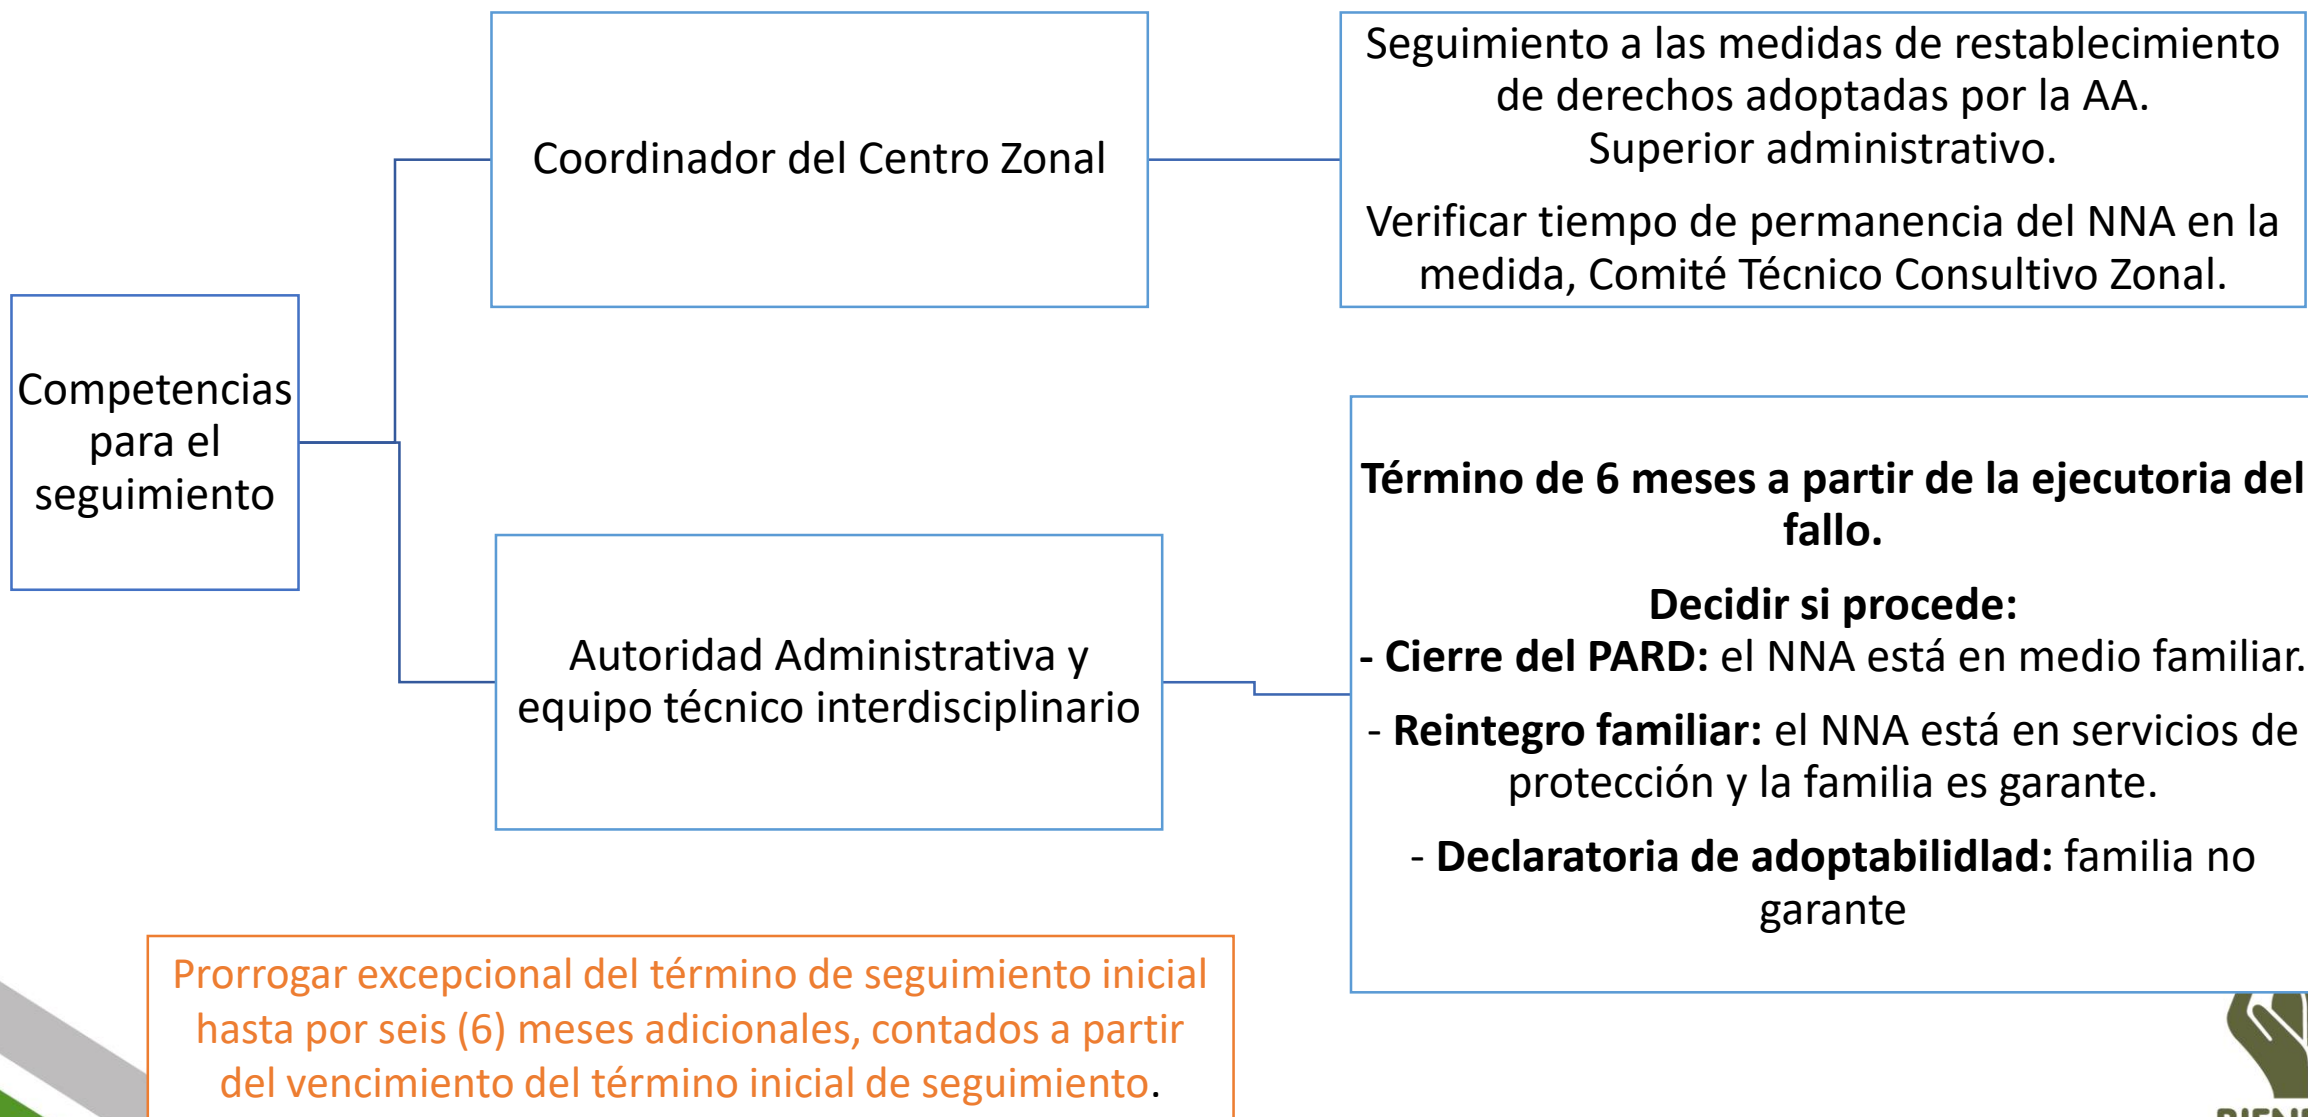 Competencias
para el
seguimiento
Coordinador del Centro Zonal
Seguimiento a las medidas de restablecimiento
de derechos adoptadas por la AA.
Superior administrativo.
Verificar tiempo de permanencia del NNA en la
medida, Comité Técnico Consultivo Zonal.
Autoridad Administrativa y
equipo técnico interdisciplinario
Término de 6 meses a partir de la ejecutoria del
fallo.
Decidir si procede:
- Cierre del PARD: el NNA está en medio familiar.
- Reintegro familiar: el NNA está en servicios de
protección y la familia es garante.
- Declaratoria de adoptabilidlad: familia no
garante
Prorrogar excepcional del término de seguimiento inicial
hasta por seis (6) meses adicionales, contados a partir
del vencimiento del término inicial de seguimiento.